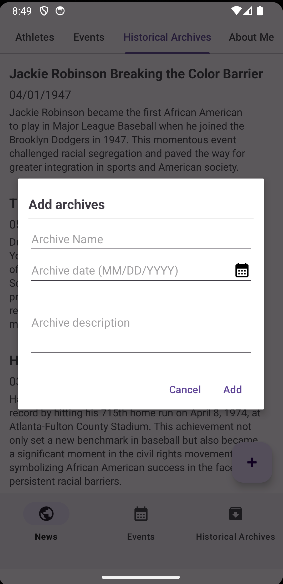 8:49
Athletes Events Historical Archives About Me
Jackie Robinson Breaking the Color Barrier
04/01/1947
Jackie Robinson became the first African American
to play in Major League Baseball when he joined the
Brooklyn Dodgers in 1947. This momentous event
challenged racial segregation and paved the way for
greater integration in sports and American society.
Add archives
Archive Name
Archive date (MM/DD/YYYY)
Archive description
Cancel Add
record by hitting his 715th home run on April 8, 1974, at
Atlanta-Fulton County Stadium. This achievement not
only set a new benchmark in baseball but also became
a significant moment in the civil rights movement
symbolizing African American success in the face
persistent racial barriers.
+
News Events Historical Archives